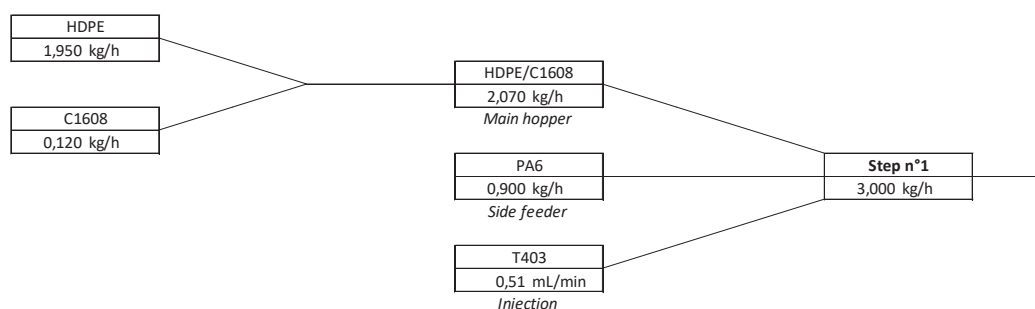 HDPE
1,950 kg/h
C1608
0,120 kg/h
HDPE/C1608
2,070 kg/h
Main hopper
PA6
0,900 kg/h
Side feeder
T403
0,51 mL/min
Injection
Step n°1
3,000 kg/h